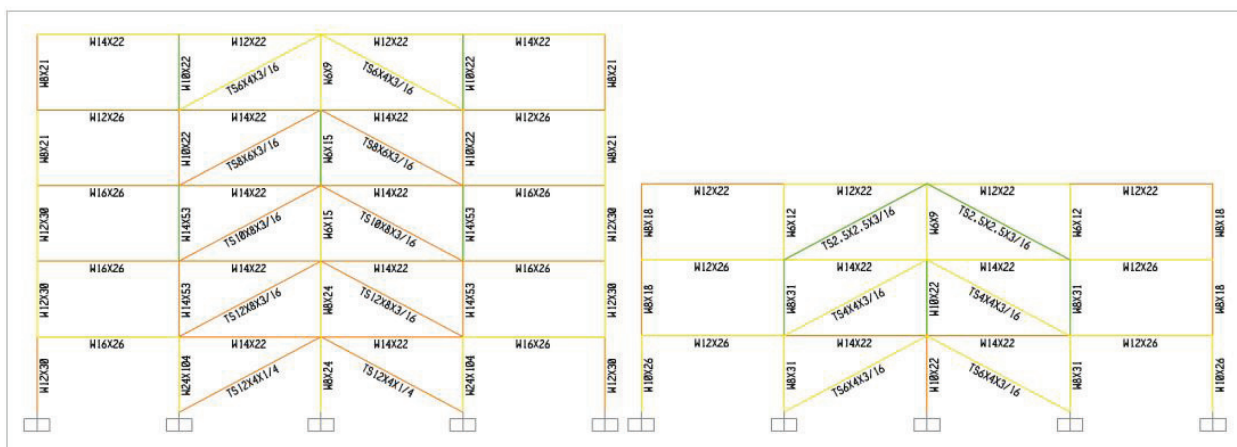 W14X22 W12X22 W12X22 W14X22
W8X21 W10X22 TS6X4X3/16 W6X9 TS6X4X3/16 W10X22 W8X21
W12X26 W14X22 W14X22 W12X26
W8X21 W10X22 TS8X6X3/16 W6X15 TS8X6X3/16 W10X22 W8X21
W16X26 W14X22 W14X22 W16X26
W12X30 W14X53 TS10X8X3/16 W6X15 TS10X8X3/16 W14X53 W12X30
W16X26 W14X22 W14X22 W16X26
W12X30 W14X53 TS12X8X3/16 W8X24 TS12X8X3/16 W14X53 W12X30
W16X26 W14X22 W14X22 W16X26
W12X30 W24X104 TS12X4X1/4 W8X24 TS12X4X1/4 W24X104 W12X30
W12X22 W12X22 W12X22 W12X22
W8X18 W6X12 TS2.5X2.5X3/16 W6X9 TS2.5X2.5X3/16 W6X12 W8X18
W12X26 W14X22 W14X22 W12X26
W8X18 W8X31 TS4X4X3/16 W10X22 TS4X4X3/16 W8X31 W8X18
W12X26 W14X22 W14X22 W12X26
W10X26 W8X31 TS6X4X3/16 W10X22 TS6X4X3/16 W8X31 W10X26